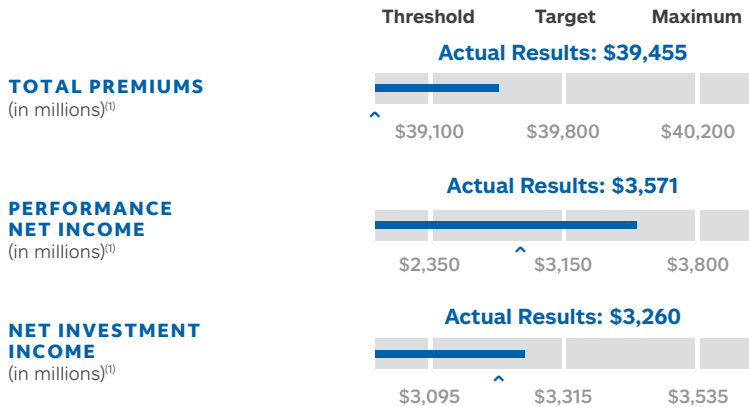 Threshold Target Maximum
Actual Results: $39,455
TOTAL PREMIUMS
(in millions)(1)
$39,100 $39,800 $40,200
Actual Results: $3,571
PERFORMANCE
NET INCOME
(in millions)(1)
$2,350 $3,150 $3,800
Actual Results: $3,260
NET INVESTMENT
INCOME
(in millions)(1)
$3,095 $3,315 $3,535